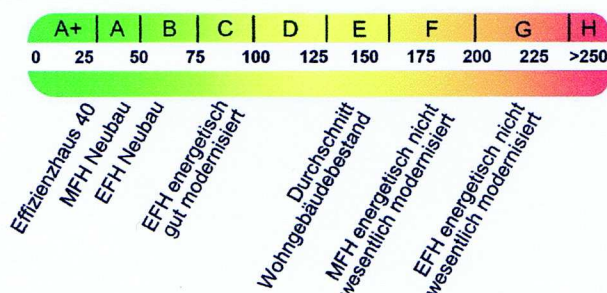 A+ A B C D E F G H
0 25 50 75 100 125 150 175 200 225 >250
Effizienzhaus 40
MFH Neubau
EFH Neubau
EFH energetisch
gut modernisiert
Durchschnitt
Wohngebäudebestand
MFH energetisch nicht
wesentlich modernisiert
EFH energetisch nicht
wesentlich modernisiert